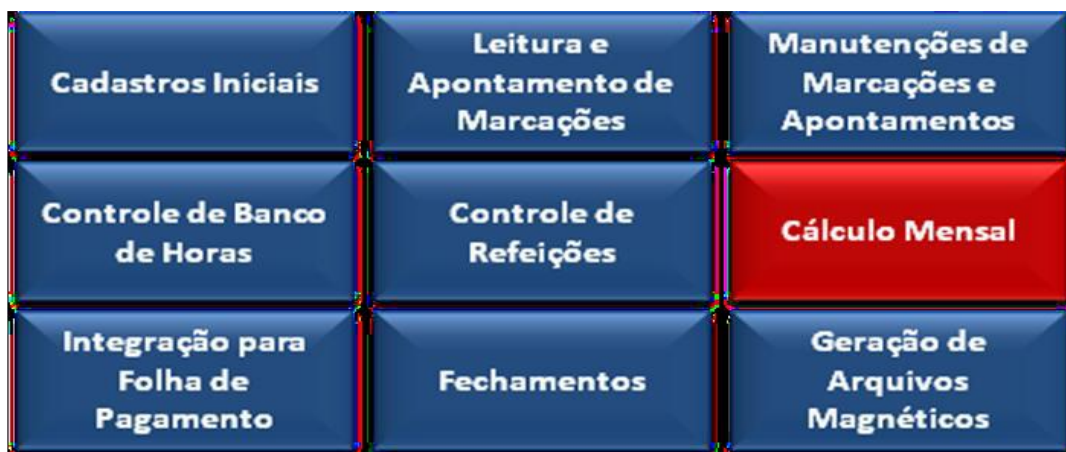 Cadastros Iniciais
Leitura e
Apontamento de
Marcações
Manutenções de
Marcações e
Apontamentos
Controle de Banco
de Horas
Controle de
Refeições
Cálculo Mensal
Integração para
Folha de
Pagamento
Fechamentos
Geração de
Arquivos
Magnéticos